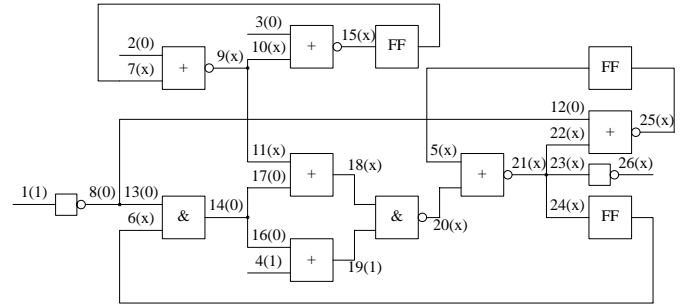 3(0)
15(x)
2(0)
9(x)
10(x)
+
FF
FF
7(x)
+
12(0)
25(x)
22(x)
+
11(x)
5(x)
18(x)
21(x)
23(x)
26(x)
1(1)
8(0)
13(0)
17(0)
+
+
6(x)
&
14(0)
&
24(x)
FF
20(x)
16(0)
4(1)
+
19(1)